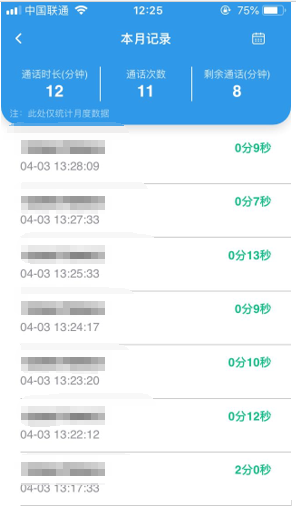 中国联通 12:25 75%
本月记录
通话时长(分钟) 通话次数 剩余通话(分钟)
12 11 8
注: 此处仅统计月度数据
0分9秒
04-03 13:28:09
0分7秒
04-03 13:27:33
0分13秒
04-03 13:25:33
0分9秒
04-03 13:24:17
0分10秒
04-03 13:23:20
0分12秒
04-03 13:22:12
2分0秒
04-03 13:17:33